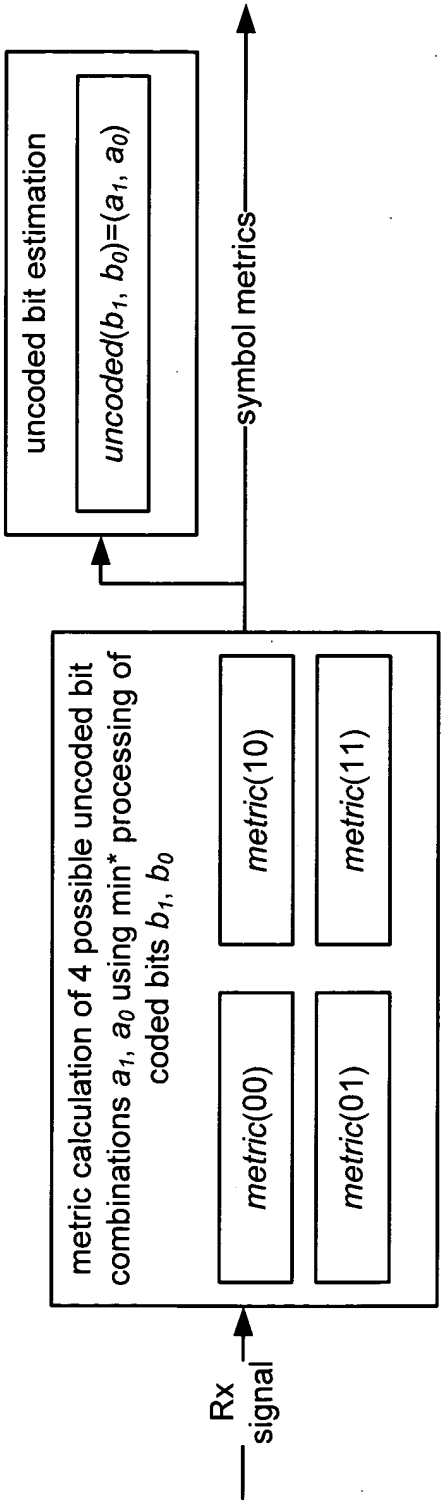 Rx
signal
metric calculation of 4 possible uncoded bit
combinations a₁, a₀ using min* processing of
coded bits b₁, b₀
metric(00)
metric(10)
metric(01)
metric(11)
uncoded bit estimation
uncoded(b₁, b₀)=(a₁, a₀)
symbol metrics